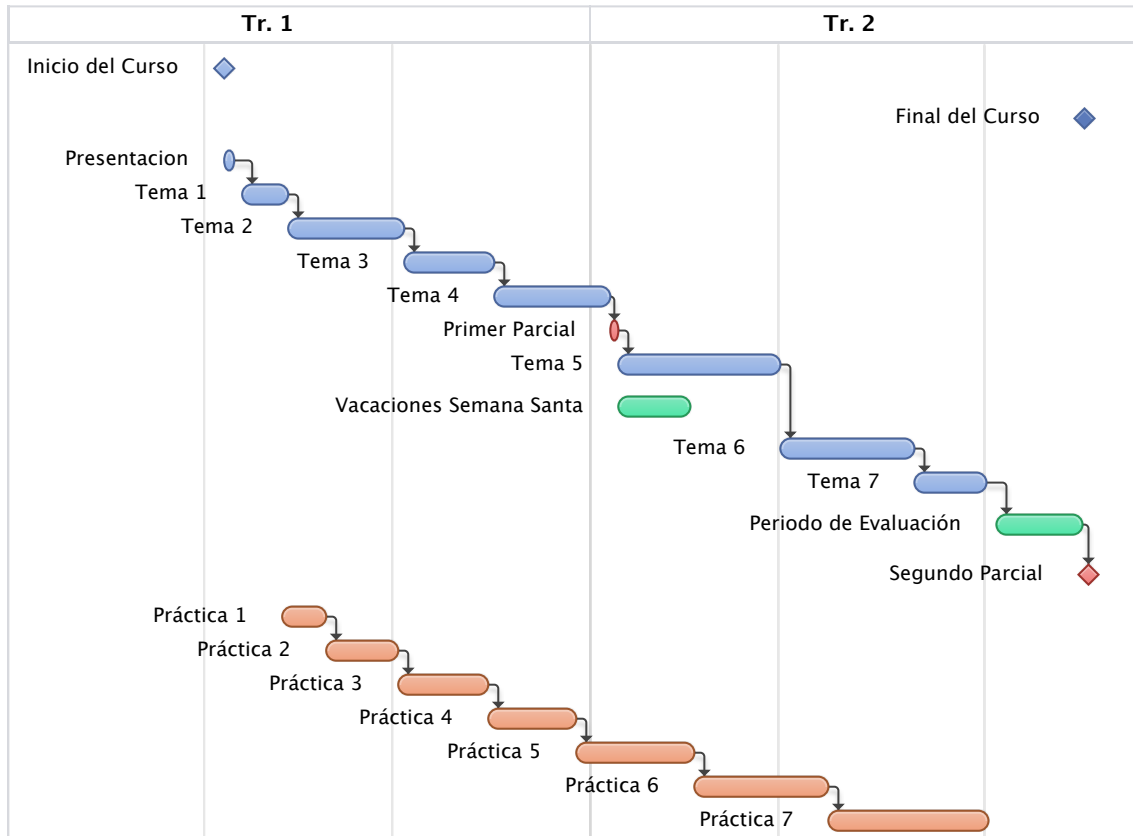 Tr. 1
Tr. 2
Inicio del Curso
Final del Curso
Presentacion
Tema 1
Tema 2
Tema 3
Tema 4
Primer Parcial
Tema 5
Vacaciones Semana Santa
Tema 6
Tema 7
Periodo de Evaluación
Segundo Parcial
Práctica 1
Práctica 2
Práctica 3
Práctica 4
Práctica 5
Práctica 6
Práctica 7